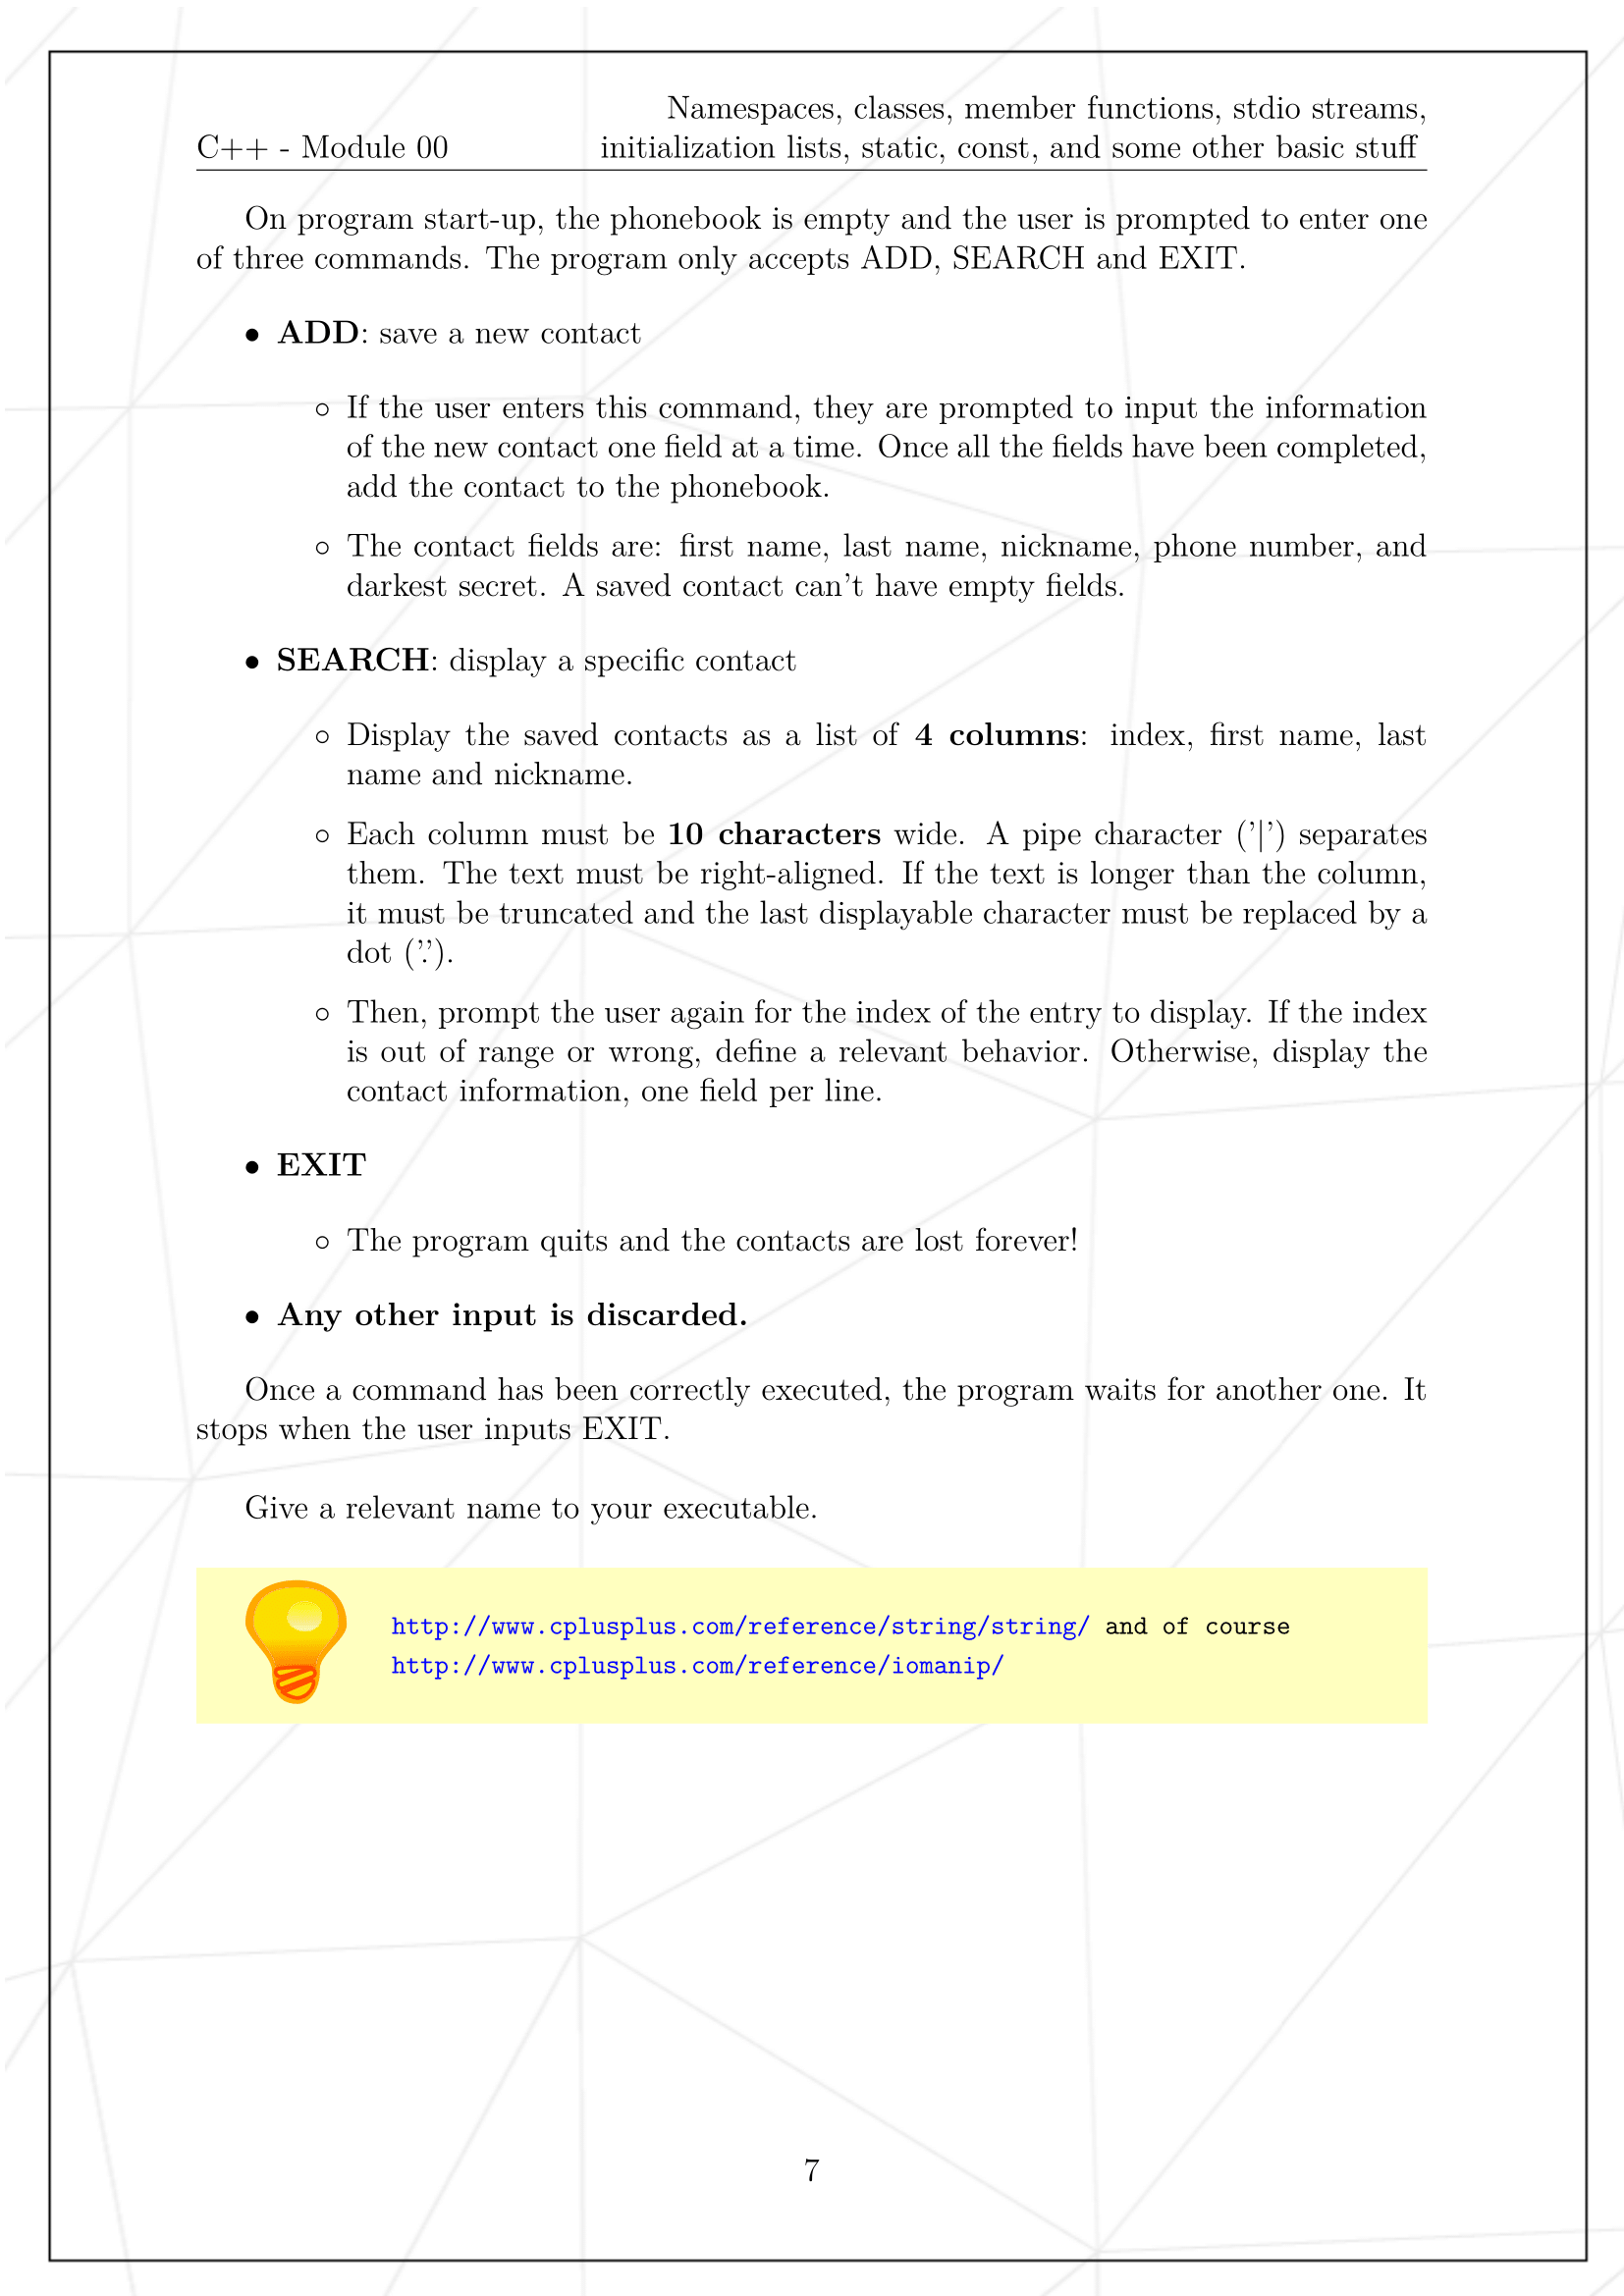 Namespaces, classes, member functions, stdio streams,
C++ - Module 00 initialization lists, static, const, and some other basic stuff
On program start-up, the phonebook is empty and the user is prompted to enter one
of three commands. The program only accepts ADD, SEARCH and EXIT.
• ADD: save a new contact
◦ If the user enters this command, they are prompted to input the information
of the new contact one field at a time. Once all the fields have been completed,
add the contact to the phonebook.
◦ The contact fields are: first name, last name, nickname, phone number, and
darkest secret. A saved contact can't have empty fields.
• SEARCH: display a specific contact
◦ Display the saved contacts as a list of 4 columns: index, first name, last
name and nickname.
◦ Each column must be 10 characters wide. A pipe character ('|') separates
them. The text must be right-aligned. If the text is longer than the column,
it must be truncated and the last displayable character must be replaced by a
dot ('.').
◦ Then, prompt the user again for the index of the entry to display. If the index
is out of range or wrong, define a relevant behavior. Otherwise, display the
contact information, one field per line.
• EXIT
◦ The program quits and the contacts are lost forever!
• Any other input is discarded.
Once a command has been correctly executed, the program waits for another one. It
stops when the user inputs EXIT.
Give a relevant name to your executable.
http://www.cplusplus.com/reference/string/string/ and of course
http://www.cplusplus.com/reference/iomanip/
7